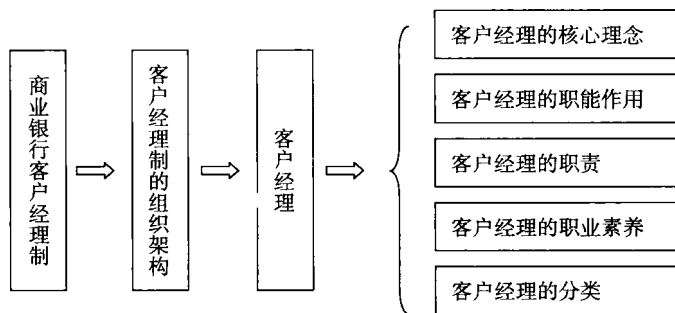 商业银行客户经理制
客户经理制的组织架构
客户经理
客户经理的核心理念
客户经理的职能作用
客户经理的职责
客户经理的职业素养
客户经理的分类